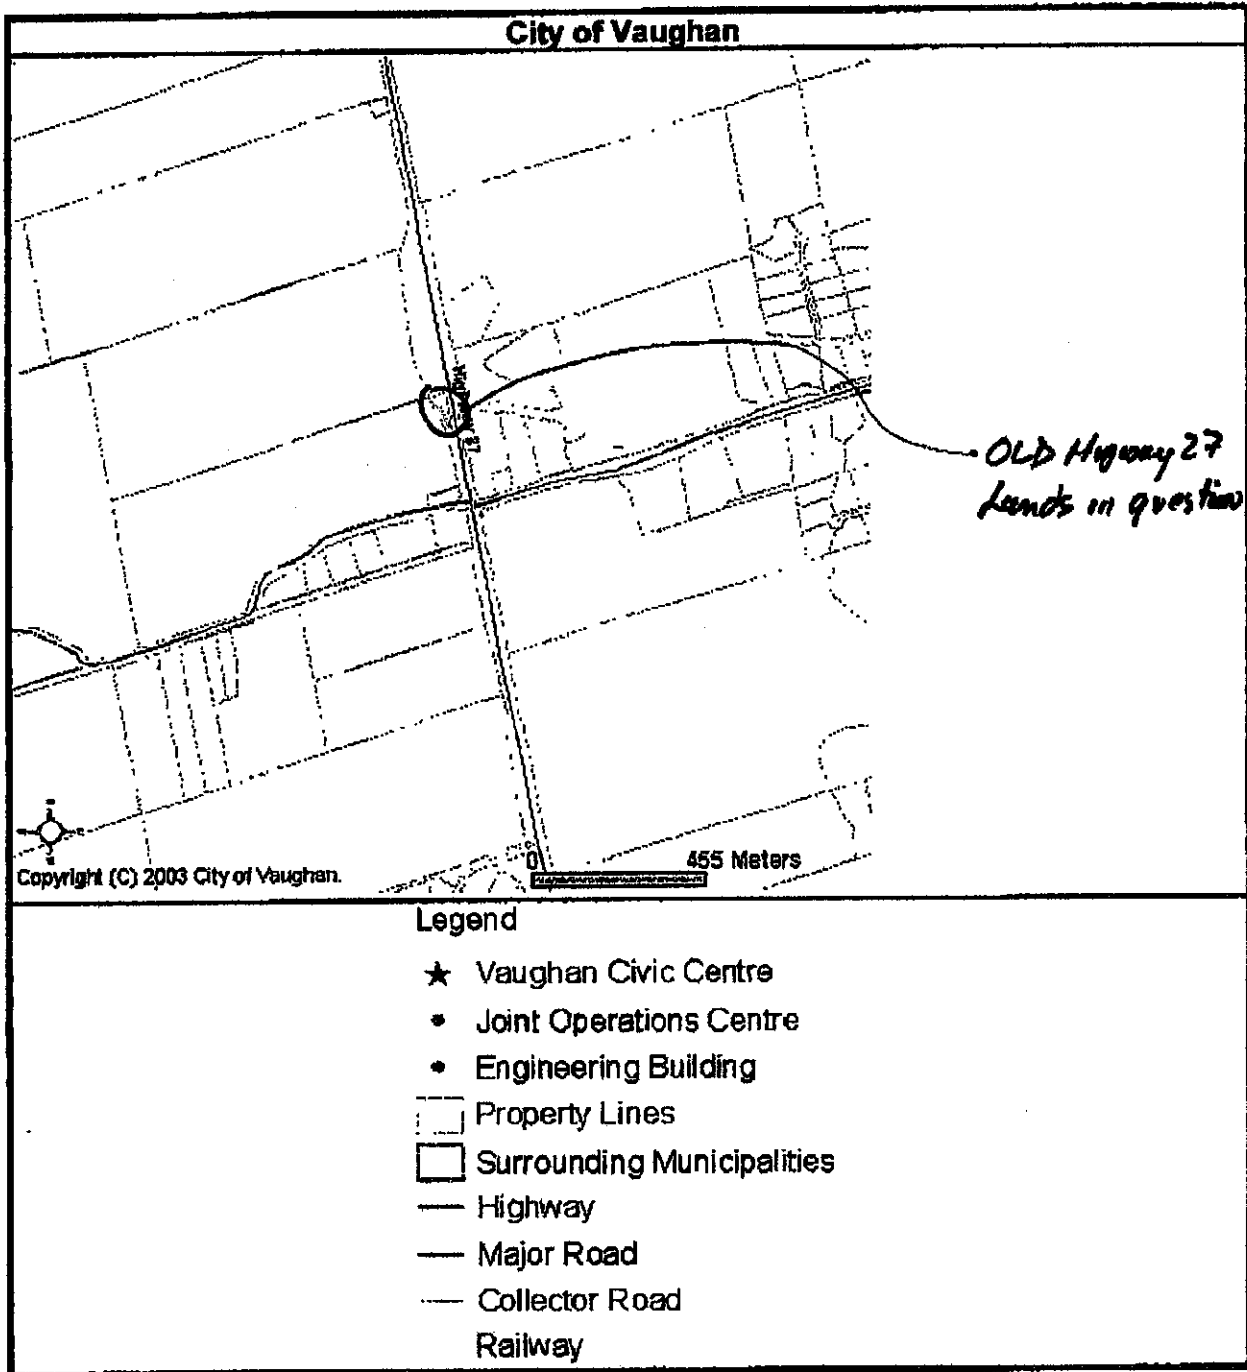 City of Vaughan
OLD Highway 27
Lands in question
0 455 Meters
Copyright (C) 2003 City of Vaughan.
Legend
Vaughan Civic Centre
Joint Operations Centre
Engineering Building
Property Lines
Surrounding Municipalities
Highway
Major Road
Collector Road
Railway